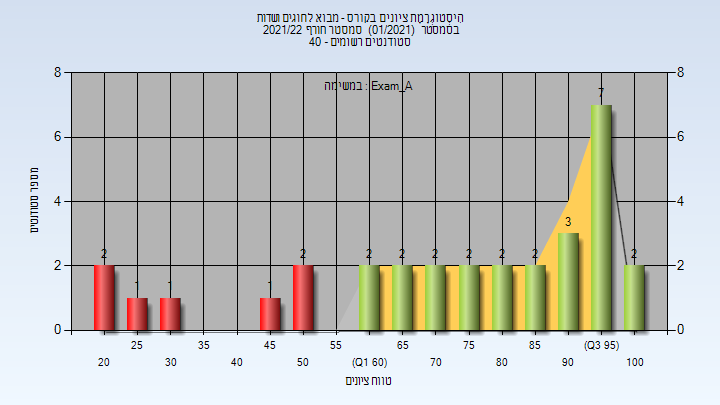 היסטוגרמת ציונים בקורס - מבוא לחוגים ושדות
בסמסטר (01/2021) סמסטר חורף 2021/22
סטודנטים רשומים - 40
במשימה : Exam_A
מספר סטודנטים
8 8
6 6
4 4
2 2
0 0
2 1 1 1 2 2 2 2 2 2 2 3 7 2
25 35 45 55 65 75 85 (Q3 95)
20 30 40 50 (Q1 60) 70 80 90 100
טווח ציונים